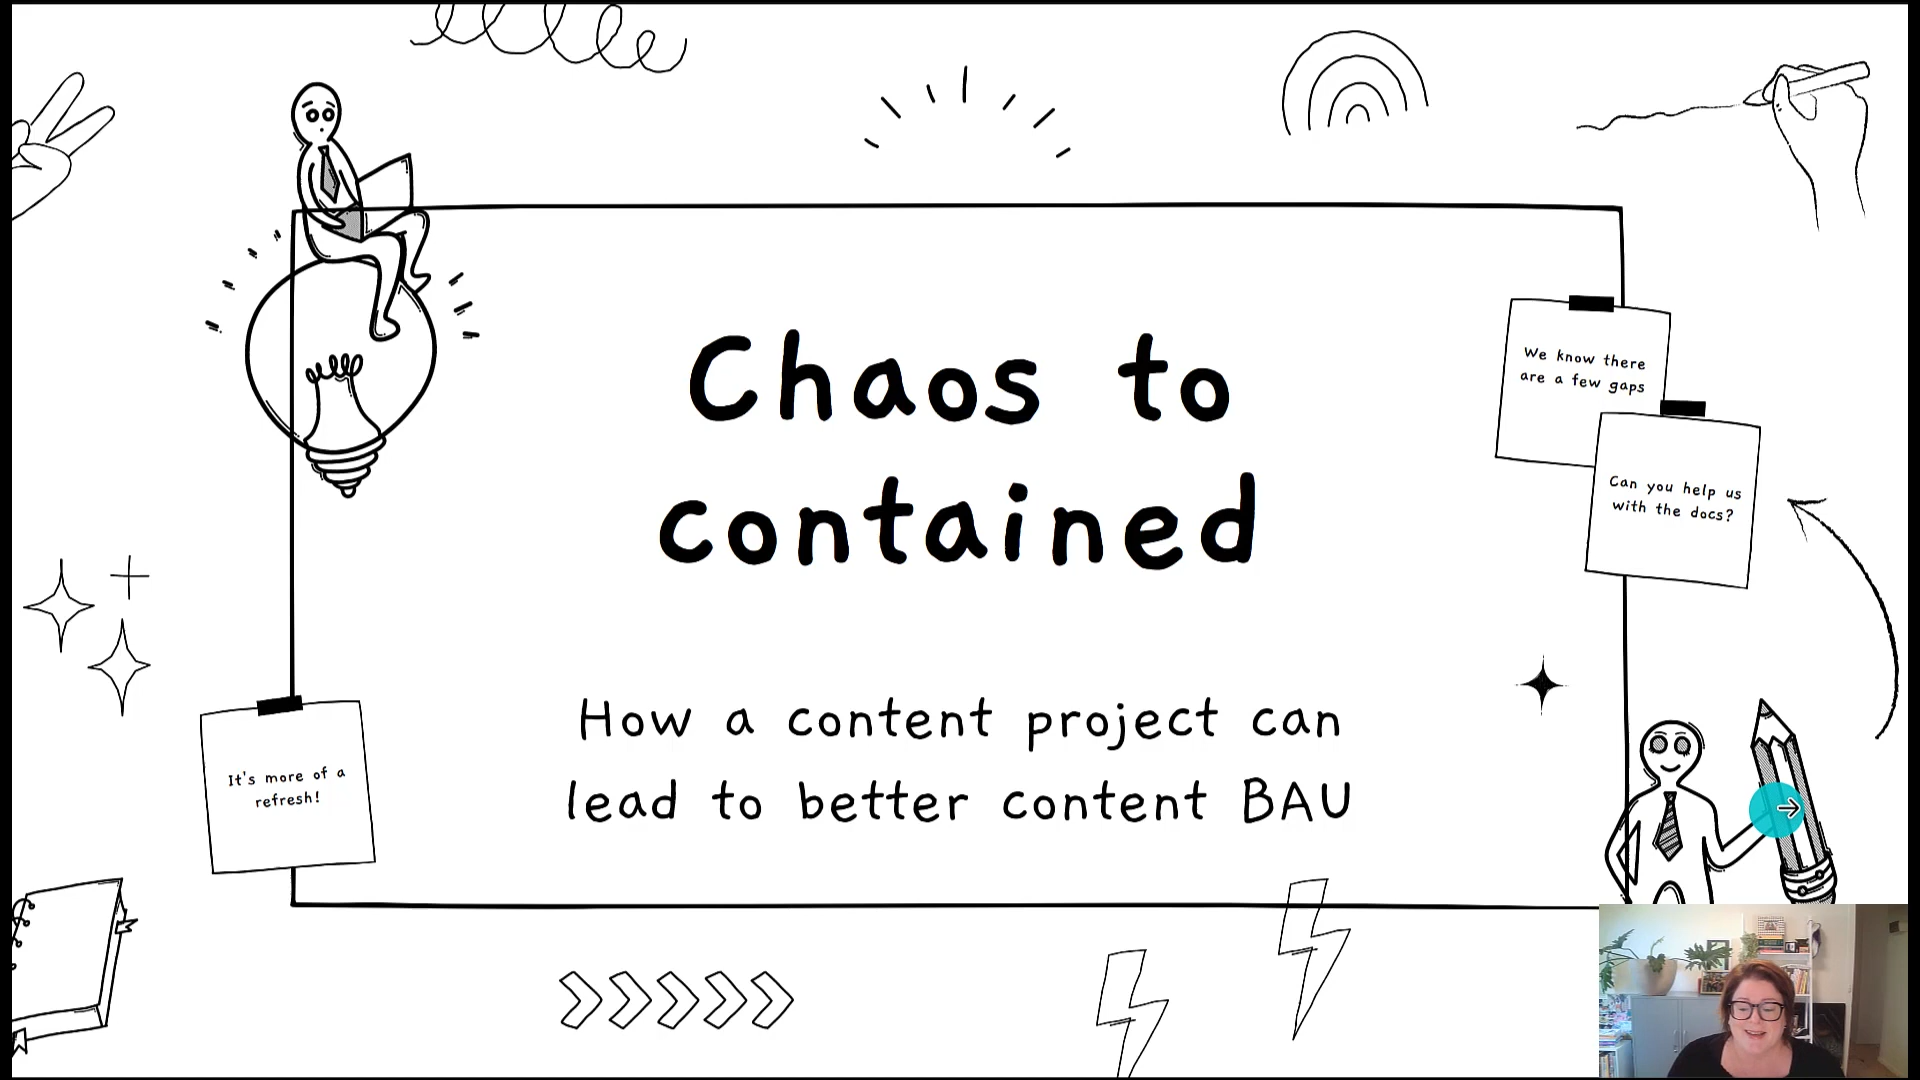 Chaos to
contained
How a content project can
lead to better content BAU
We know there
are a few gaps
Can you help us
with the docs?
It's more of a
refresh!